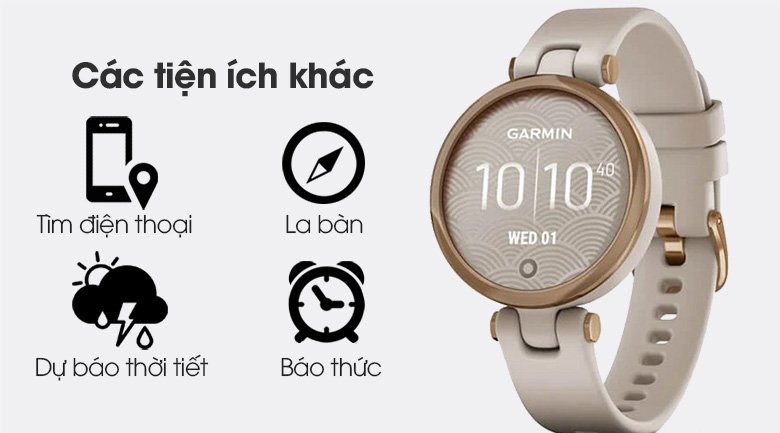 Các tiện ích khác
Tìm điện thoại
La bàn
Dự báo thời tiết
Báo thức
GARMIN
10 10 40
WED 01